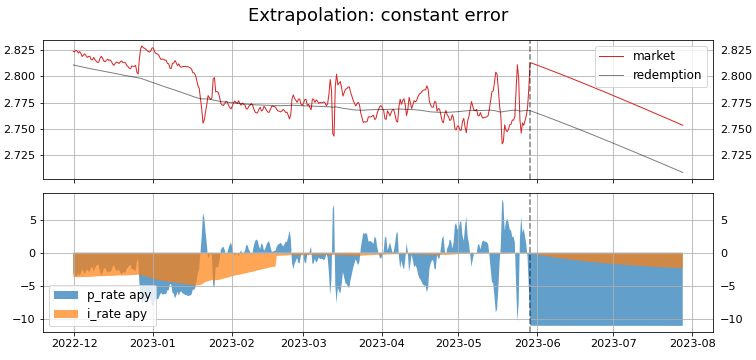 Extrapolation: constant error
2.825 2.825
2.800 2.800
2.775 2.775
2.750 2.750
2.725 2.725
market
redemption
5 5
0 0
−5 −5
−10 −10
p_rate apy
i_rate apy
2022-12 2023-01 2023-02 2023-03 2023-04 2023-05 2023-06 2023-07 2023-08